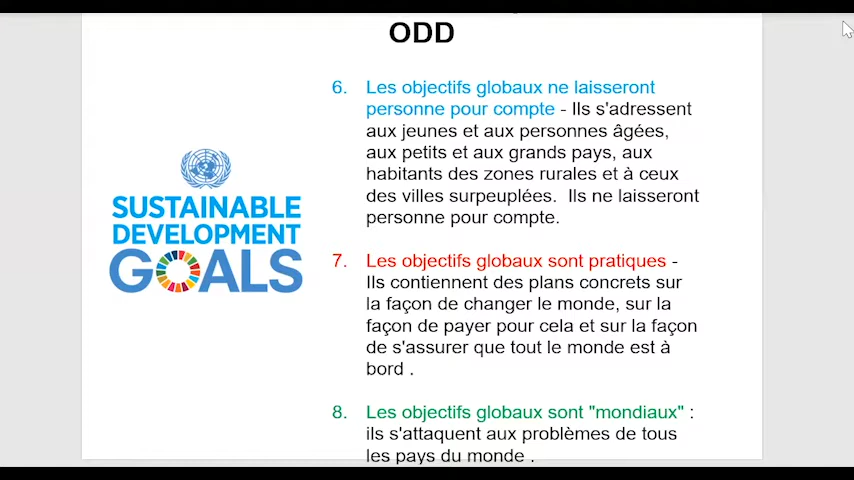 ODD
6. Les objectifs globaux ne laisseront
personne pour compte - Ils s'adressent
aux jeunes et aux personnes âgées,
aux petits et aux grands pays, aux
habitants des zones rurales et à ceux
des villes surpeuplées. Ils ne laisseront
personne pour compte.
SUSTAINABLE
DEVELOPMENT
GOALS
7. Les objectifs globaux sont pratiques -
Ils contiennent des plans concrets sur
la façon de changer le monde, sur la
façon de payer pour cela et sur la façon
de s'assurer que tout le monde est à
bord .
8. Les objectifs globaux sont "mondiaux" :
ils s'attaquent aux problèmes de tous
les pays du monde .